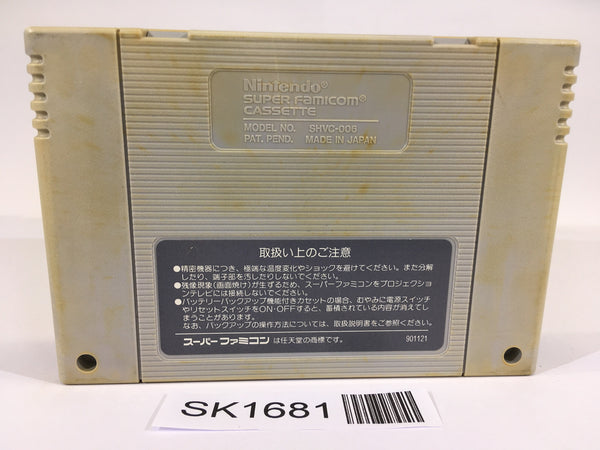 Nintendo®
SUPER FAMICOM®
CASSETTE
MODEL NO. SHVC-006
PAT. PEND. MADE IN JAPAN
取扱い上のご注意
●精密機器につき、極端な温度変化やショックを避けてください。また分解
したり、端子部を汚したりしないでください。
●残像現象(画面焼け)が生ずるため、スーパーファミコンをプロジェクショ
ンテレビには接続しないでください。
●バッテリーバックアップ機能付きカセットの場合、むやみに電源スイッチ
やリセットスイッチをON・OFFすると、蓄積されている内容が消えてし
まうことがあります。
なお、バックアップの操作方法については、取扱説明書をご参照ください。
スーパーファミコン は任天堂の商標です。 901121
SK1681